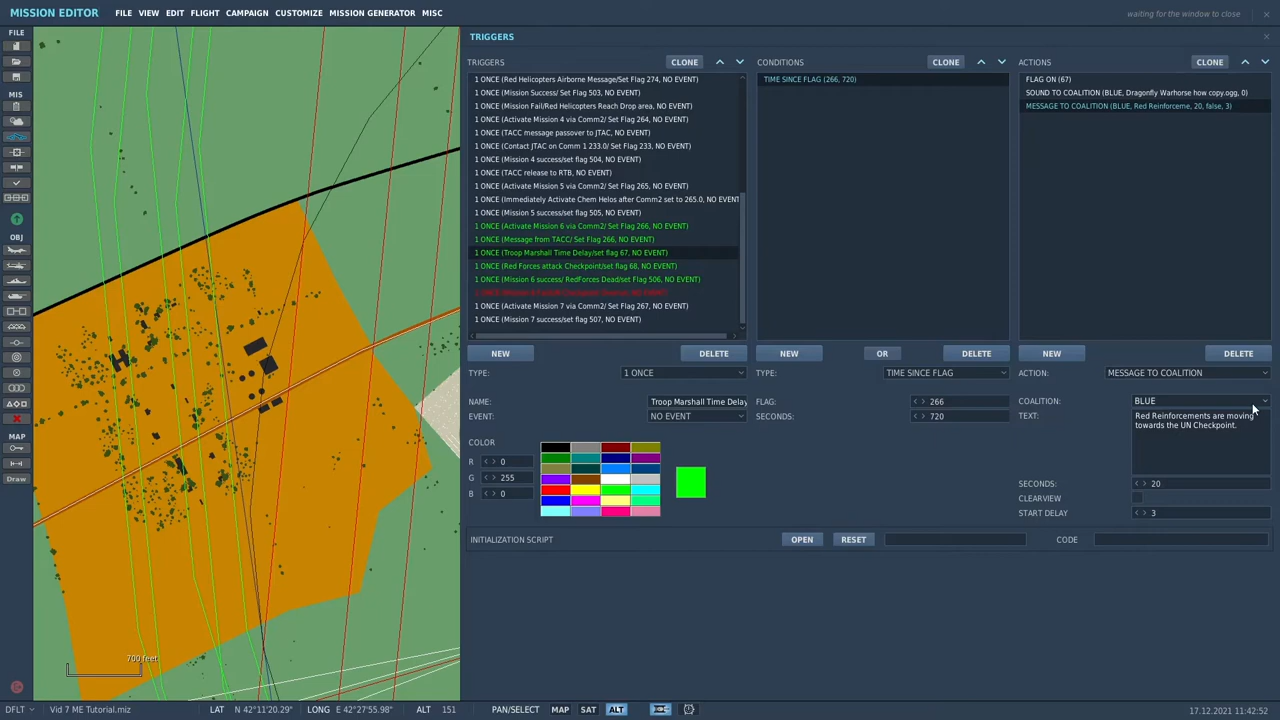 MISSION EDITOR FILE VIEW EDIT FLIGHT CAMPAIGN CUSTOMIZE MISSION GENERATOR MISC waiting for the window to close
FILE
MIS
OBJ
MAP
Draw
700 feet
TRIGGERS
TRIGGERS CLONE
1 ONCE (Red Helicopters Airborne Message/Set Flag 274, NO EVENT)
1 ONCE (Mission Success/ Set Flag 503, NO EVENT)
1 ONCE (Mission Fail/Red Helicopters Reach Drop area, NO EVENT)
1 ONCE (Activate Mission 4 via Comm2/ Set Flag 264, NO EVENT)
1 ONCE (TACC message passover to JTAC, NO EVENT)
1 ONCE (Contact JTAC on Comm 1 233.0/ Set Flag 233, NO EVENT)
1 ONCE (Mission 4 success/set flag 504, NO EVENT)
1 ONCE (TACC release to RTB, NO EVENT)
1 ONCE (Activate Mission 5 via Comm2/ Set Flag 265, NO EVENT)
1 ONCE (Immediately Activate Chem Helos after Comm2 set to 265.0, NO EVENT
1 ONCE (Mission 5 success/set flag 505, NO EVENT)
1 ONCE (Activate Mission 6 via Comm2/ Set Flag 266, NO EVENT)
1 ONCE (Message from TACC/ Set Flag 266, NO EVENT)
1 ONCE (Troop Marshall Time Delay/set flag 67, NO EVENT)
1 ONCE (Red Forces attack Checkpoint/set flag 68, NO EVENT)
1 ONCE (Mission 6 success/ RedForces Dead/set Flag 506, NO EVENT)
1 ONCE (Activate Mission 7 via Comm2/ Set Flag 267, NO EVENT)
1 ONCE (Mission 7 success/set flag 507, NO EVENT)
NEW DELETE
TYPE: 1 ONCE
NAME: Troop Marshall Time Delay
EVENT: NO EVENT
COLOR
R 0
G 255
B 0
CONDITIONS CLONE
TIME SINCE FLAG (266, 720)
NEW OR DELETE
TYPE: TIME SINCE FLAG
FLAG: 266
SECONDS: 720
ACTIONS CLONE
FLAG ON (67)
SOUND TO COALITION (BLUE, Dragonfly Warhorse how copy.ogg, 0)
MESSAGE TO COALITION (BLUE, Red Reinforceme, 20, false, 3)
NEW DELETE
ACTION: MESSAGE TO COALITION
COALITION: BLUE
TEXT: Red Reinforcements are moving
towards the UN Checkpoint.
SECONDS: 20
CLEARVIEW
START DELAY 3
INITIALIZATION SCRIPT OPEN RESET CODE
DFLT Vid 7 ME Tutorial.miz LAT N 42°11'20.29" LONG E 42°27'55.98" ALT 151 PAN/SELECT MAP SAT ALT 17.12.2021 11:42:52